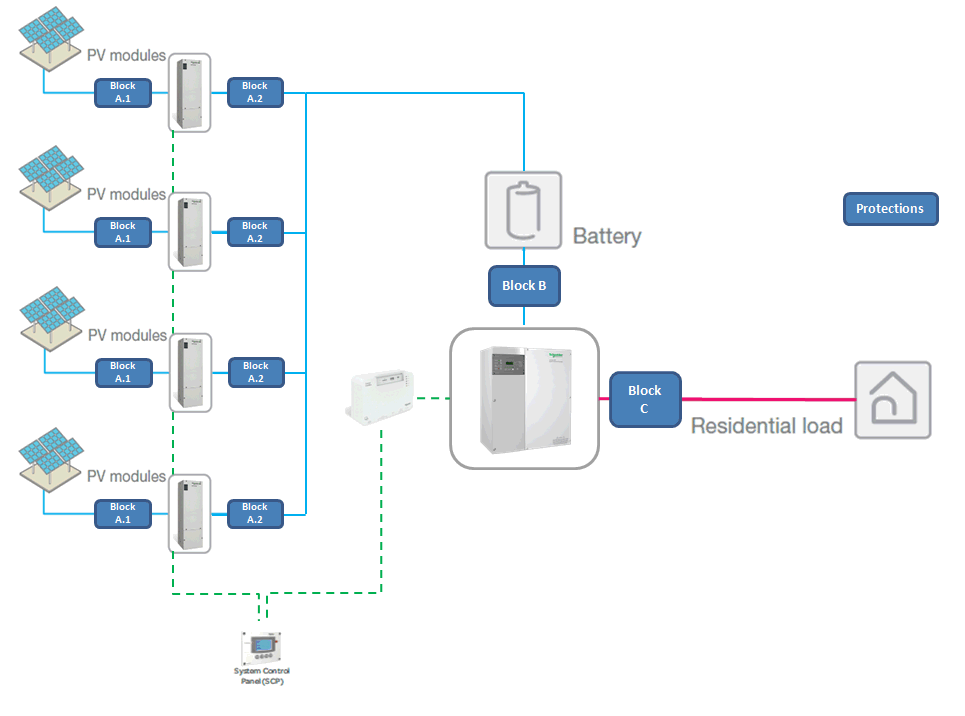 PV modules
Block
A.1
Block
A.2
PV modules
Block
A.1
Block
A.2
Battery
Protections
Block B
PV modules
Block
A.1
Block
A.2
Block
C
Residential load
PV modules
Block
A.1
Block
A.2
System Control
Panel (SCP)